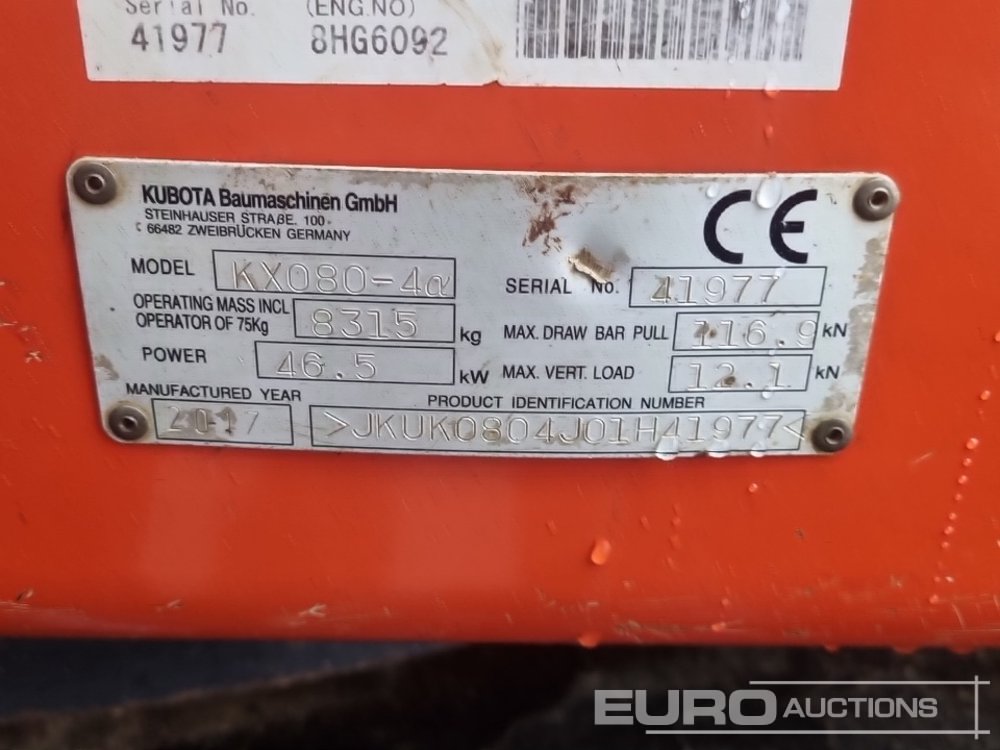 Serial No. (ENG.NO)
41977 8HG6092
KUBOTA Baumaschinen GmbH
STEINHAUSER STRAßE. 100
66482 ZWEIBRÜCKEN GERMANY
CE
MODEL KX080-4α SERIAL No. 41977
OPERATING MASS INCL OPERATOR OF 75Kg 8315 kg MAX. DRAW BAR PULL 116.9 kN
POWER 46.5 kW MAX. VERT. LOAD 12.1 kN
MANUFACTURED YEAR PRODUCT IDENTIFICATION NUMBER
2017 >JKUK0804J01H41977<
EURO AUCTIONS